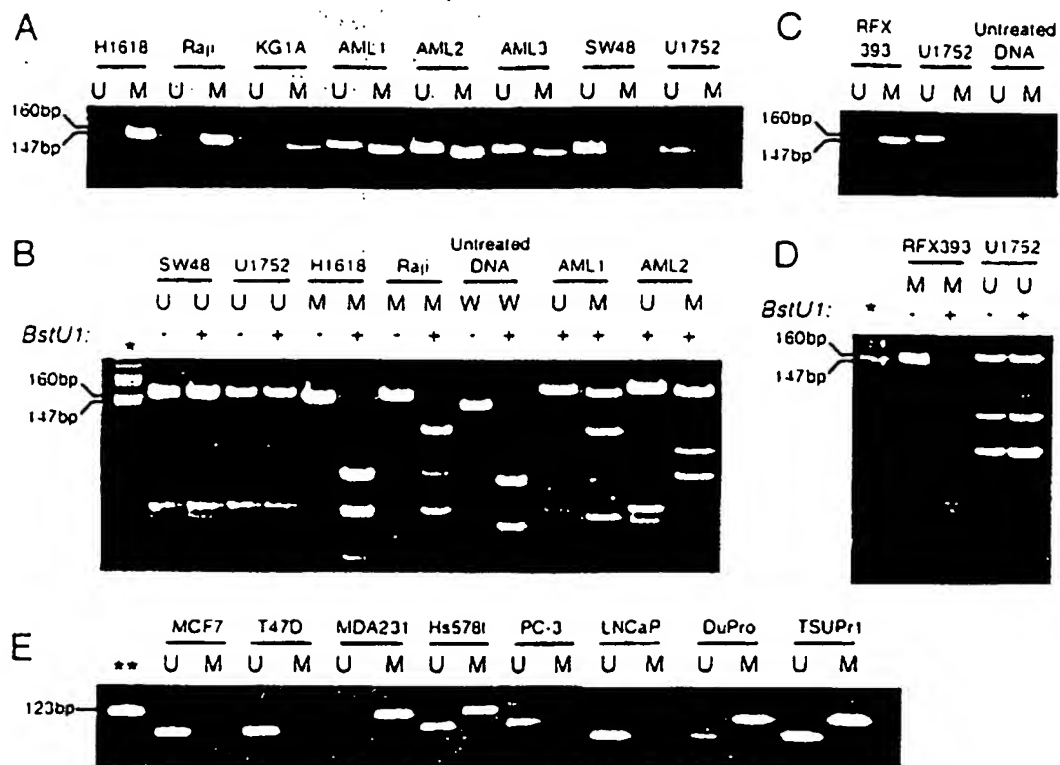 A
H1618 Raji KG1A AML1 AML2 AML3 SW48 U1752
U M U M U M U M U M U M U M U M
160bp
147bp
C
RFX 393 U1752 Untreated DNA
U M U M U M
160bp
147bp
B
SW48 U1752 H1618 Raji Untreated DNA AML1 AML2
U U U U M M M M W W U M U M
BstU1: - + - + - + - + - + + + + +
*
160bp
147bp
D
RFX393 U1752
M M U U
BstU1: * - + - +
160bp
147bp
E
MCF7 T47D MDA231 Hs578t PC-3 LNCaP DuPro TSUPr1
** U M U M U M U M U M U M U M U M
123bp